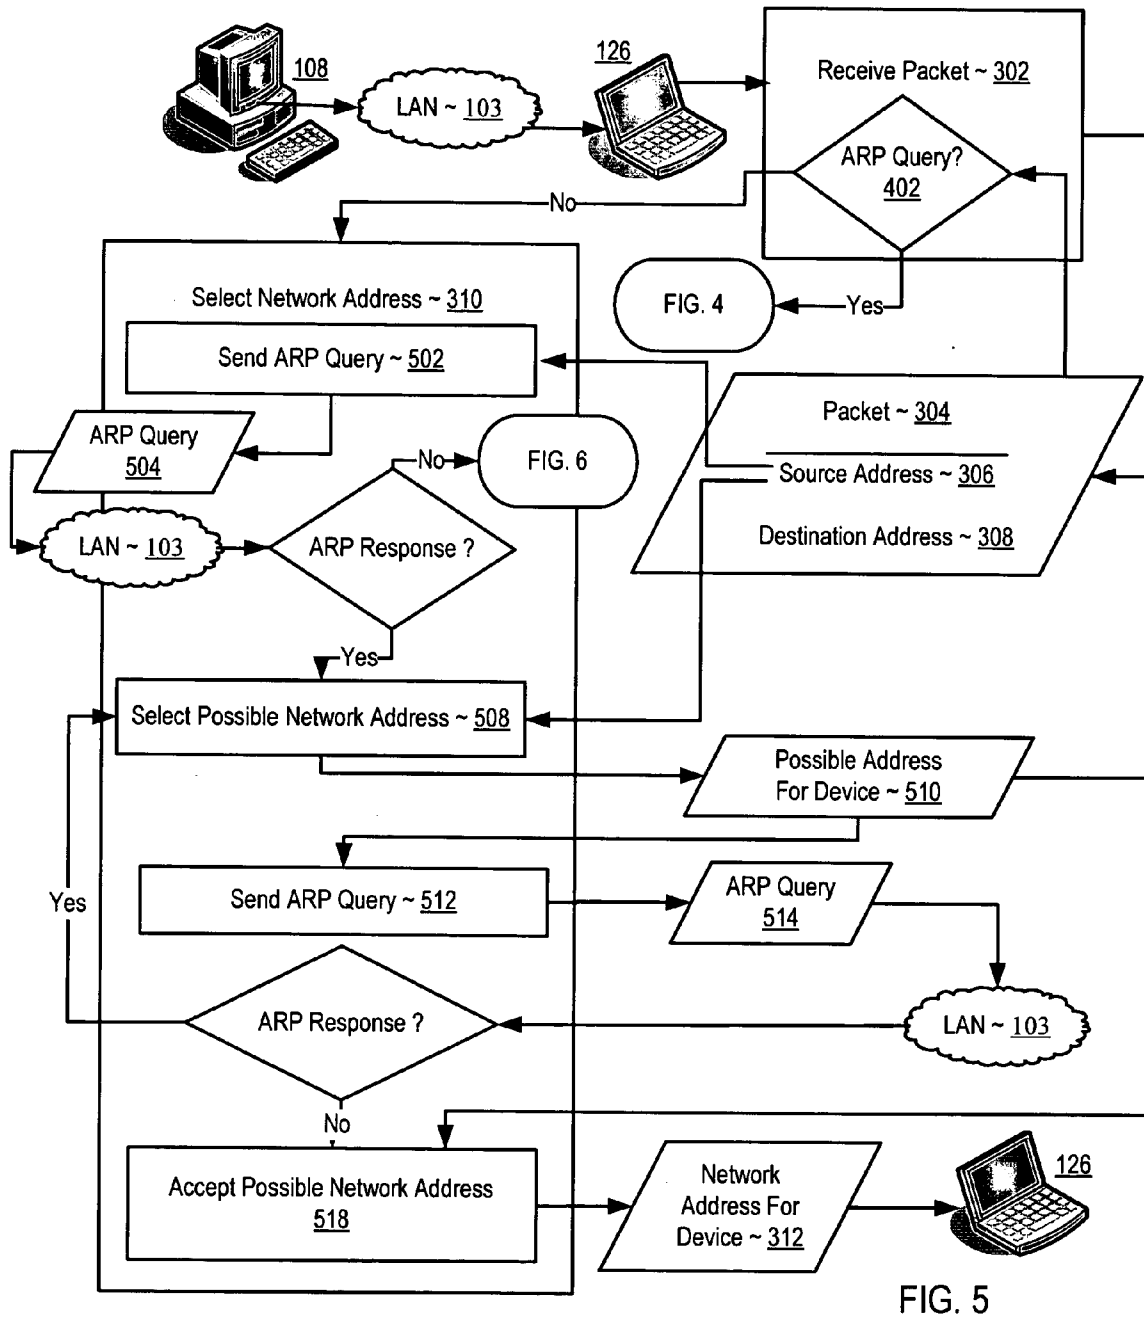 108
LAN ~ 103
126
Receive Packet ~ 302
ARP Query?
402
No
Yes
FIG. 4
Select Network Address ~ 310
Send ARP Query ~ 502
ARP Query
504
No
FIG. 6
Packet ~ 304
Source Address ~ 306
Destination Address ~ 308
LAN ~ 103
ARP Response ?
Yes
Select Possible Network Address ~ 508
Possible Address
For Device ~ 510
Send ARP Query ~ 512
ARP Query
514
Yes
ARP Response ?
LAN ~ 103
No
Accept Possible Network Address
518
Network
Address For
Device ~ 312
126
FIG. 5